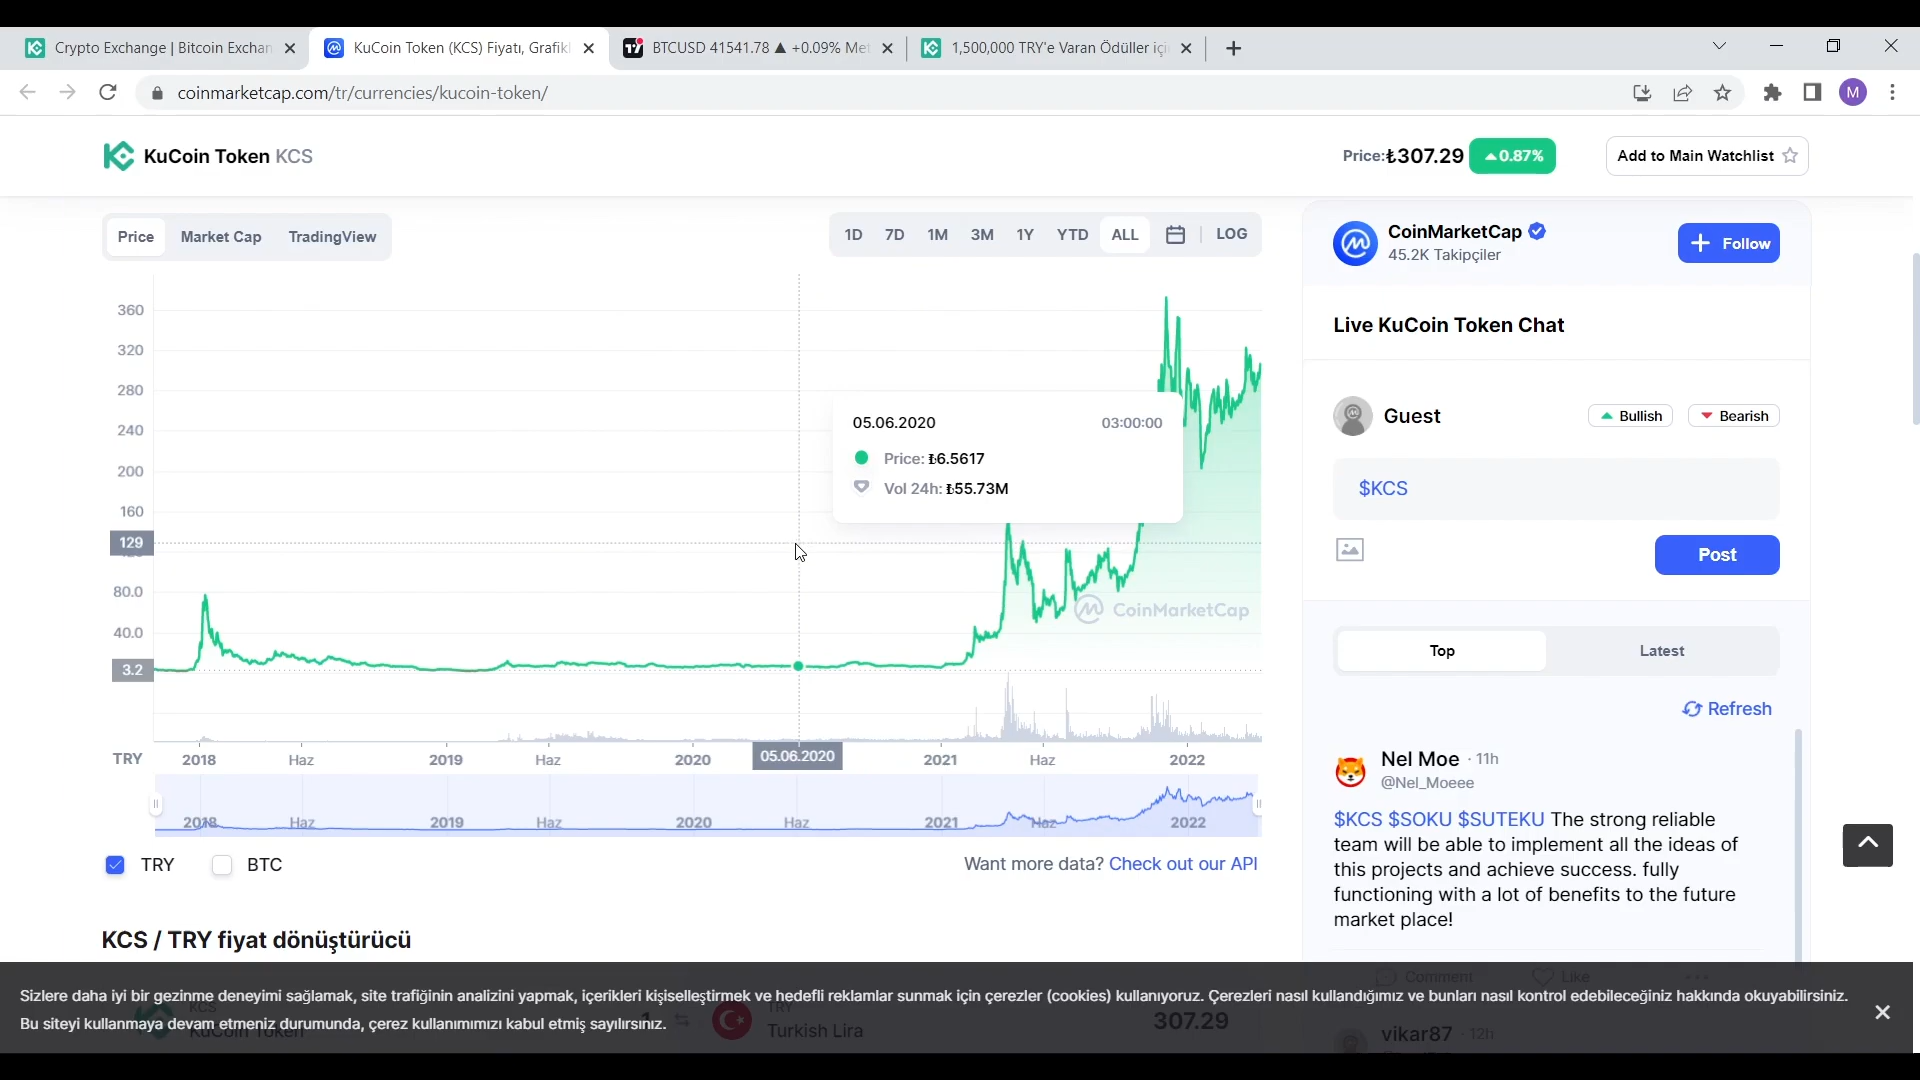 Crypto Exchange | Bitcoin Exchan
KuCoin Token (KCS) Fiyatı, Grafikl
BTCUSD 41541.78 ▲ +0.09% Met
1,500,000 TRY'e Varan Ödüller içi
coinmarketcap.com/tr/currencies/kucoin-token/
M
KuCoin Token KCS
Price:₺307.29
0.87%
Add to Main Watchlist
Price
Market Cap
TradingView
1D
7D
1M
3M
1Y
YTD
ALL
LOG
360
320
280
240
200
160
129
80.0
40.0
3.2
05.06.2020 03:00:00
Price: ₺6.5617
Vol 24h: ₺55.73M
CoinMarketCap
TRY
2018
Haz
2019
Haz
2020
05.06.2020
2021
Haz
2022
2018
Haz
2019
Haz
2020
Haz
2021
Haz
2022
TRY
BTC
Want more data? Check out our API
KCS / TRY fiyat dönüştürücü
CoinMarketCap
45.2K Takipçiler
Follow
Live KuCoin Token Chat
Guest
Bullish
Bearish
$KCS
Post
Top
Latest
Refresh
Nel Moe · 11h
@Nel_Moeee
$KCS $SOKU $SUTEKU The strong reliable
team will be able to implement all the ideas of
this projects and achieve success. fully
functioning with a lot of benefits to the future
market place!
Comment
Like
Sizlere daha iyi bir gezinme deneyimi sağlamak, site trafiğinin analizini yapmak, içerikleri kişiselleştirmek ve hedefli reklamlar sunmak için çerezler (cookies) kullanıyoruz. Çerezleri nasıl kullandığımız ve bunları nasıl kontrol edebileceğiniz hakkında okuyabilirsiniz.
Bu siteyi kullanmaya devam etmeniz durumunda, çerez kullanımımızı kabul etmiş sayılırsınız.
KCS
KuCoin Token
1
TRY
Turkish Lira
307.29
vikar87 · 12h